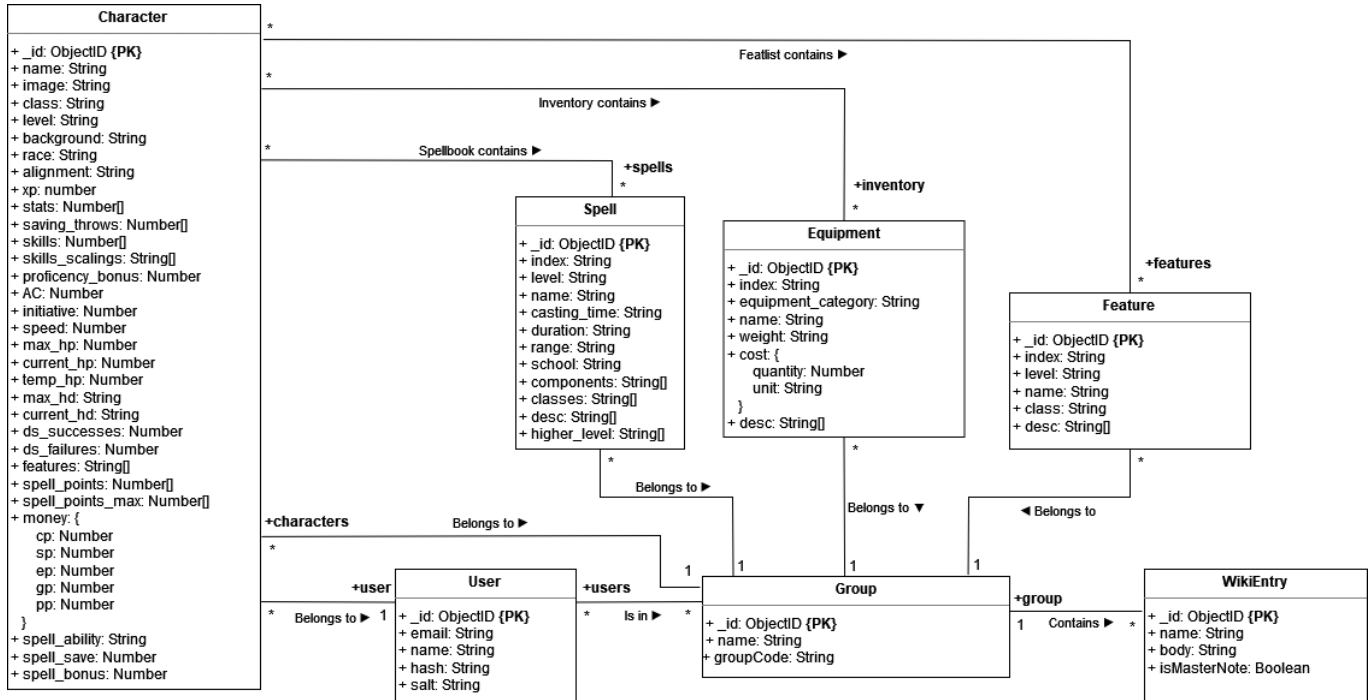 Character
+ _id: ObjectID {PK}
+ name: String
+ image: String
+ class: String
+ level: String
+ background: String
+ race: String
+ alignment: String
+ xp: number
+ stats: Number[]
+ saving_throws: Number[]
+ skills: Number[]
+ skills_scalings: String[]
+ proficency_bonus: Number
+ AC: Number
+ initiative: Number
+ speed: Number
+ max_hp: Number
+ current_hp: Number
+ temp_hp: Number
+ max_hd: String
+ current_hd: String
+ ds_successes: Number
+ ds_failures: Number
+ features: String[]
+ spell_points: Number[]
+ spell_points_max: Number[]
+ money: {
cp: Number
sp: Number
ep: Number
gp: Number
pp: Number
}
+ spell_ability: String
+ spell_save: Number
+ spell_bonus: Number
*
Featlist contains ►
*
Inventory contains ►
*
Spellbook contains ►
+spells
*
Spell
+ _id: ObjectID {PK}
+ index: String
+ level: String
+ name: String
+ casting_time: String
+ duration: String
+ range: String
+ school: String
+ components: String[]
+ classes: String[]
+ desc: String[]
+ higher_level: String[]
*
Belongs to ►
1
+inventory
*
Equipment
+ _id: ObjectID {PK}
+ index: String
+ equipment_category: String
+ name: String
+ weight: String
+ cost: {
quantity: Number
unit: String
}
+ desc: String[]
*
Belongs to ▼
1
+features
*
Feature
+ _id: ObjectID {PK}
+ index: String
+ level: String
+ name: String
+ class: String
+ desc: String[]
*
◄ Belongs to
1
+characters
*
Belongs to ►
1
+user
* Belongs to ► 1
User
+ _id: ObjectID {PK}
+ email: String
+ name: String
+ hash: String
+ salt: String
+users
* Is in ► *
Group
+ _id: ObjectID {PK}
+ name: String
+ groupCode: String
+group
1 Contains ► *
WikiEntry
+ _id: ObjectID {PK}
+ name: String
+ body: String
+ isMasterNote: Boolean